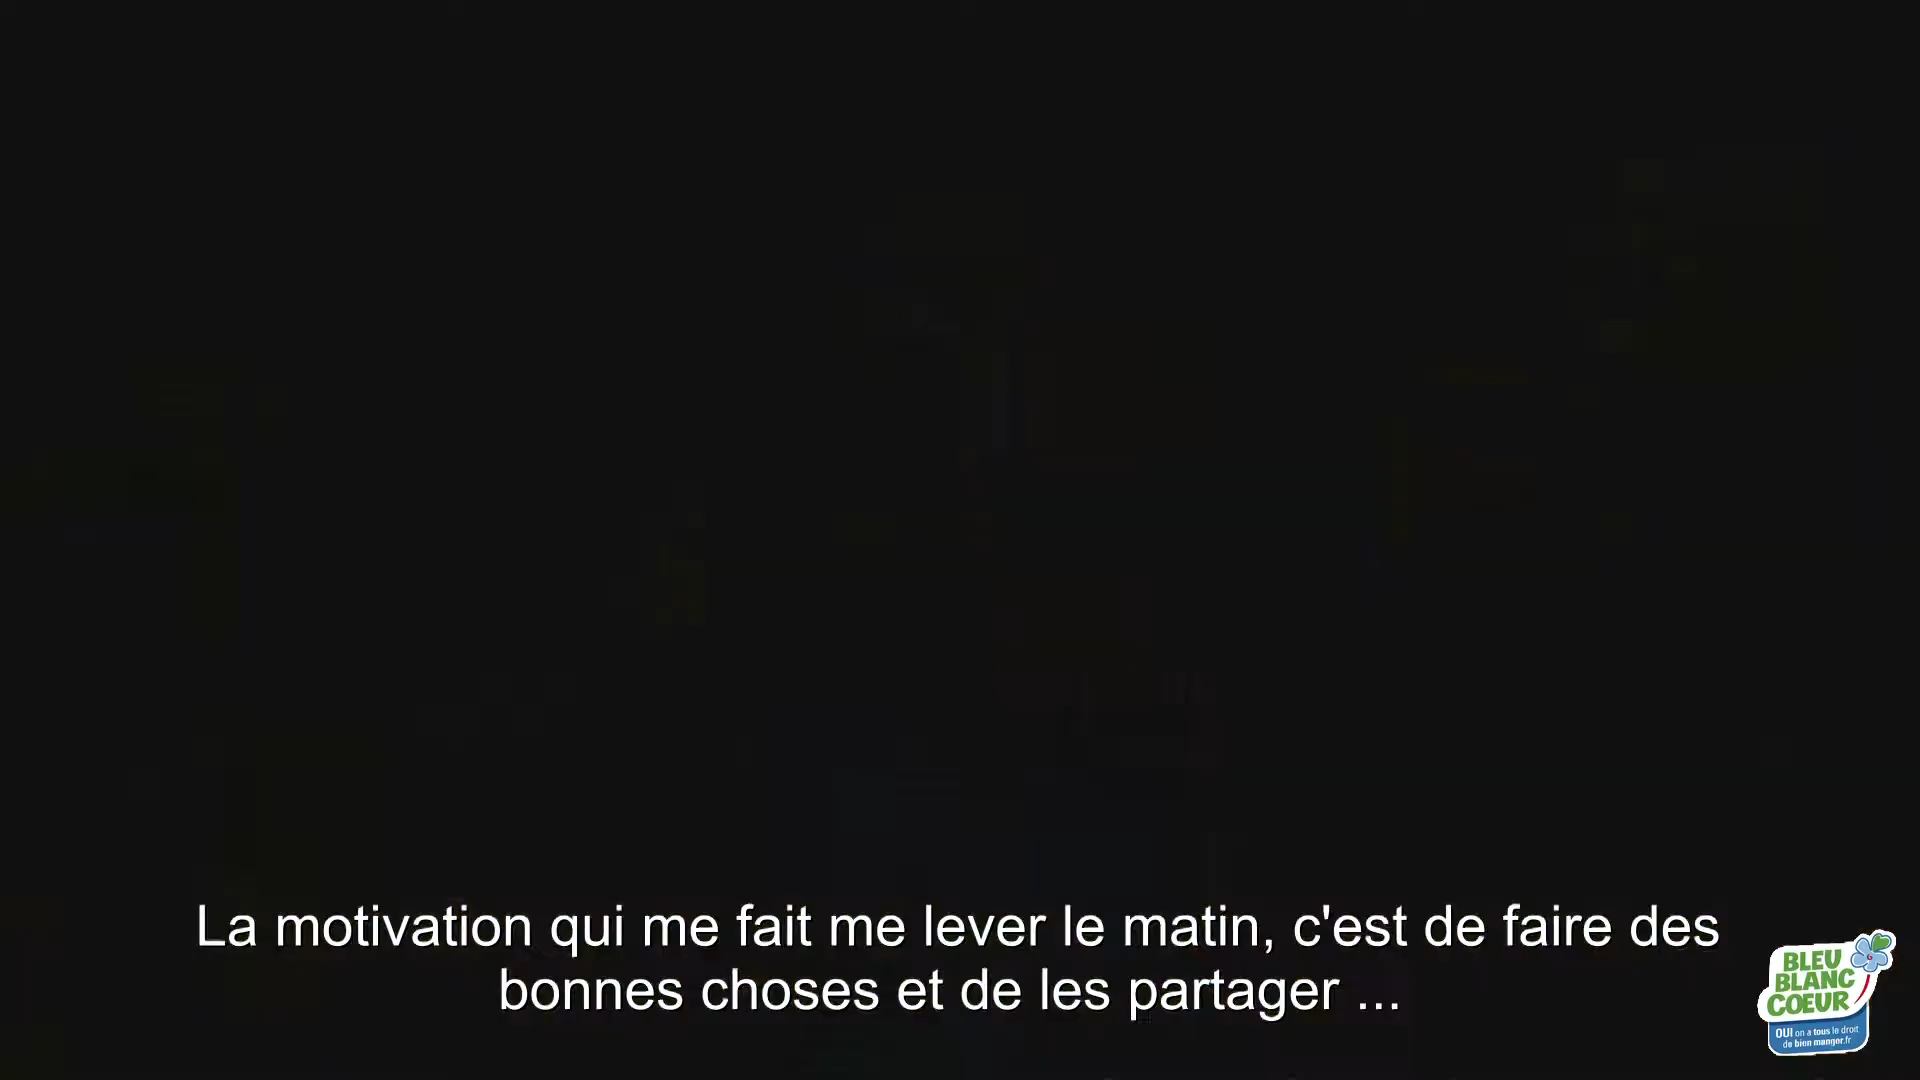 La motivation qui me fait me lever le matin, c'est de faire des
bonnes choses et de les partager ...
BLEU
BLANC
COEUR
OUI on a tous le droit
de bien manger.fr